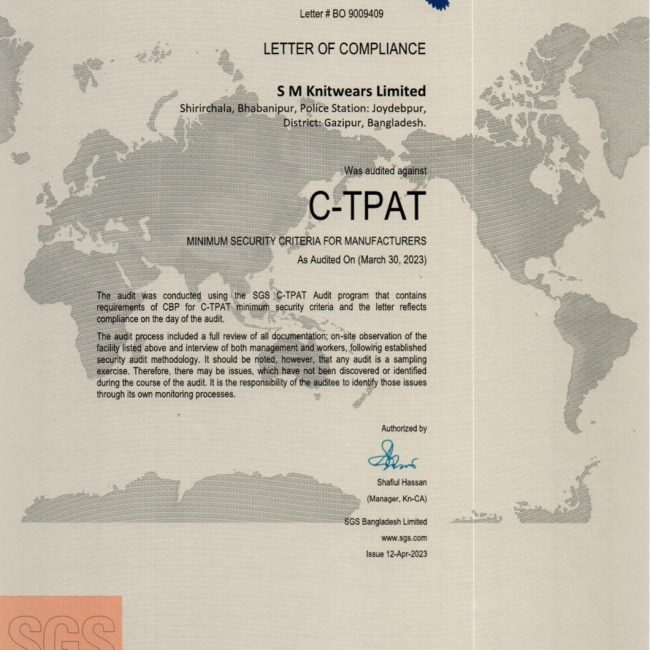 Letter # BO 9009409
LETTER OF COMPLIANCE
S M Knitwears Limited
Shirirchala, Bhabanipur, Police Station: Joydebpur,
District: Gazipur, Bangladesh.
Was audited against
C-TPAT
MINIMUM SECURITY CRITERIA FOR MANUFACTURERS
As Audited On (March 30, 2023)
The audit was conducted using the SGS C-TPAT Audit program that contains
requirements of CBP for C-TPAT minimum security criteria and the letter reflects
compliance on the day of the audit.
The audit process included a full review of all documentation; on-site observation of the
facility listed above and interview of both management and workers, following established
security audit methodology. It should be noted, however, that any audit is a sampling
exercise. Therefore, there may be issues, which have not been discovered or identified
during the course of the audit. It is the responsibility of the auditee to identify those issues
through its own monitoring processes.
Authorized by
Shafiul Hassan
(Manager, Kn-CA)
SGS Bangladesh Limited
www.sgs.com
Issue 12-Apr-2023
SGS